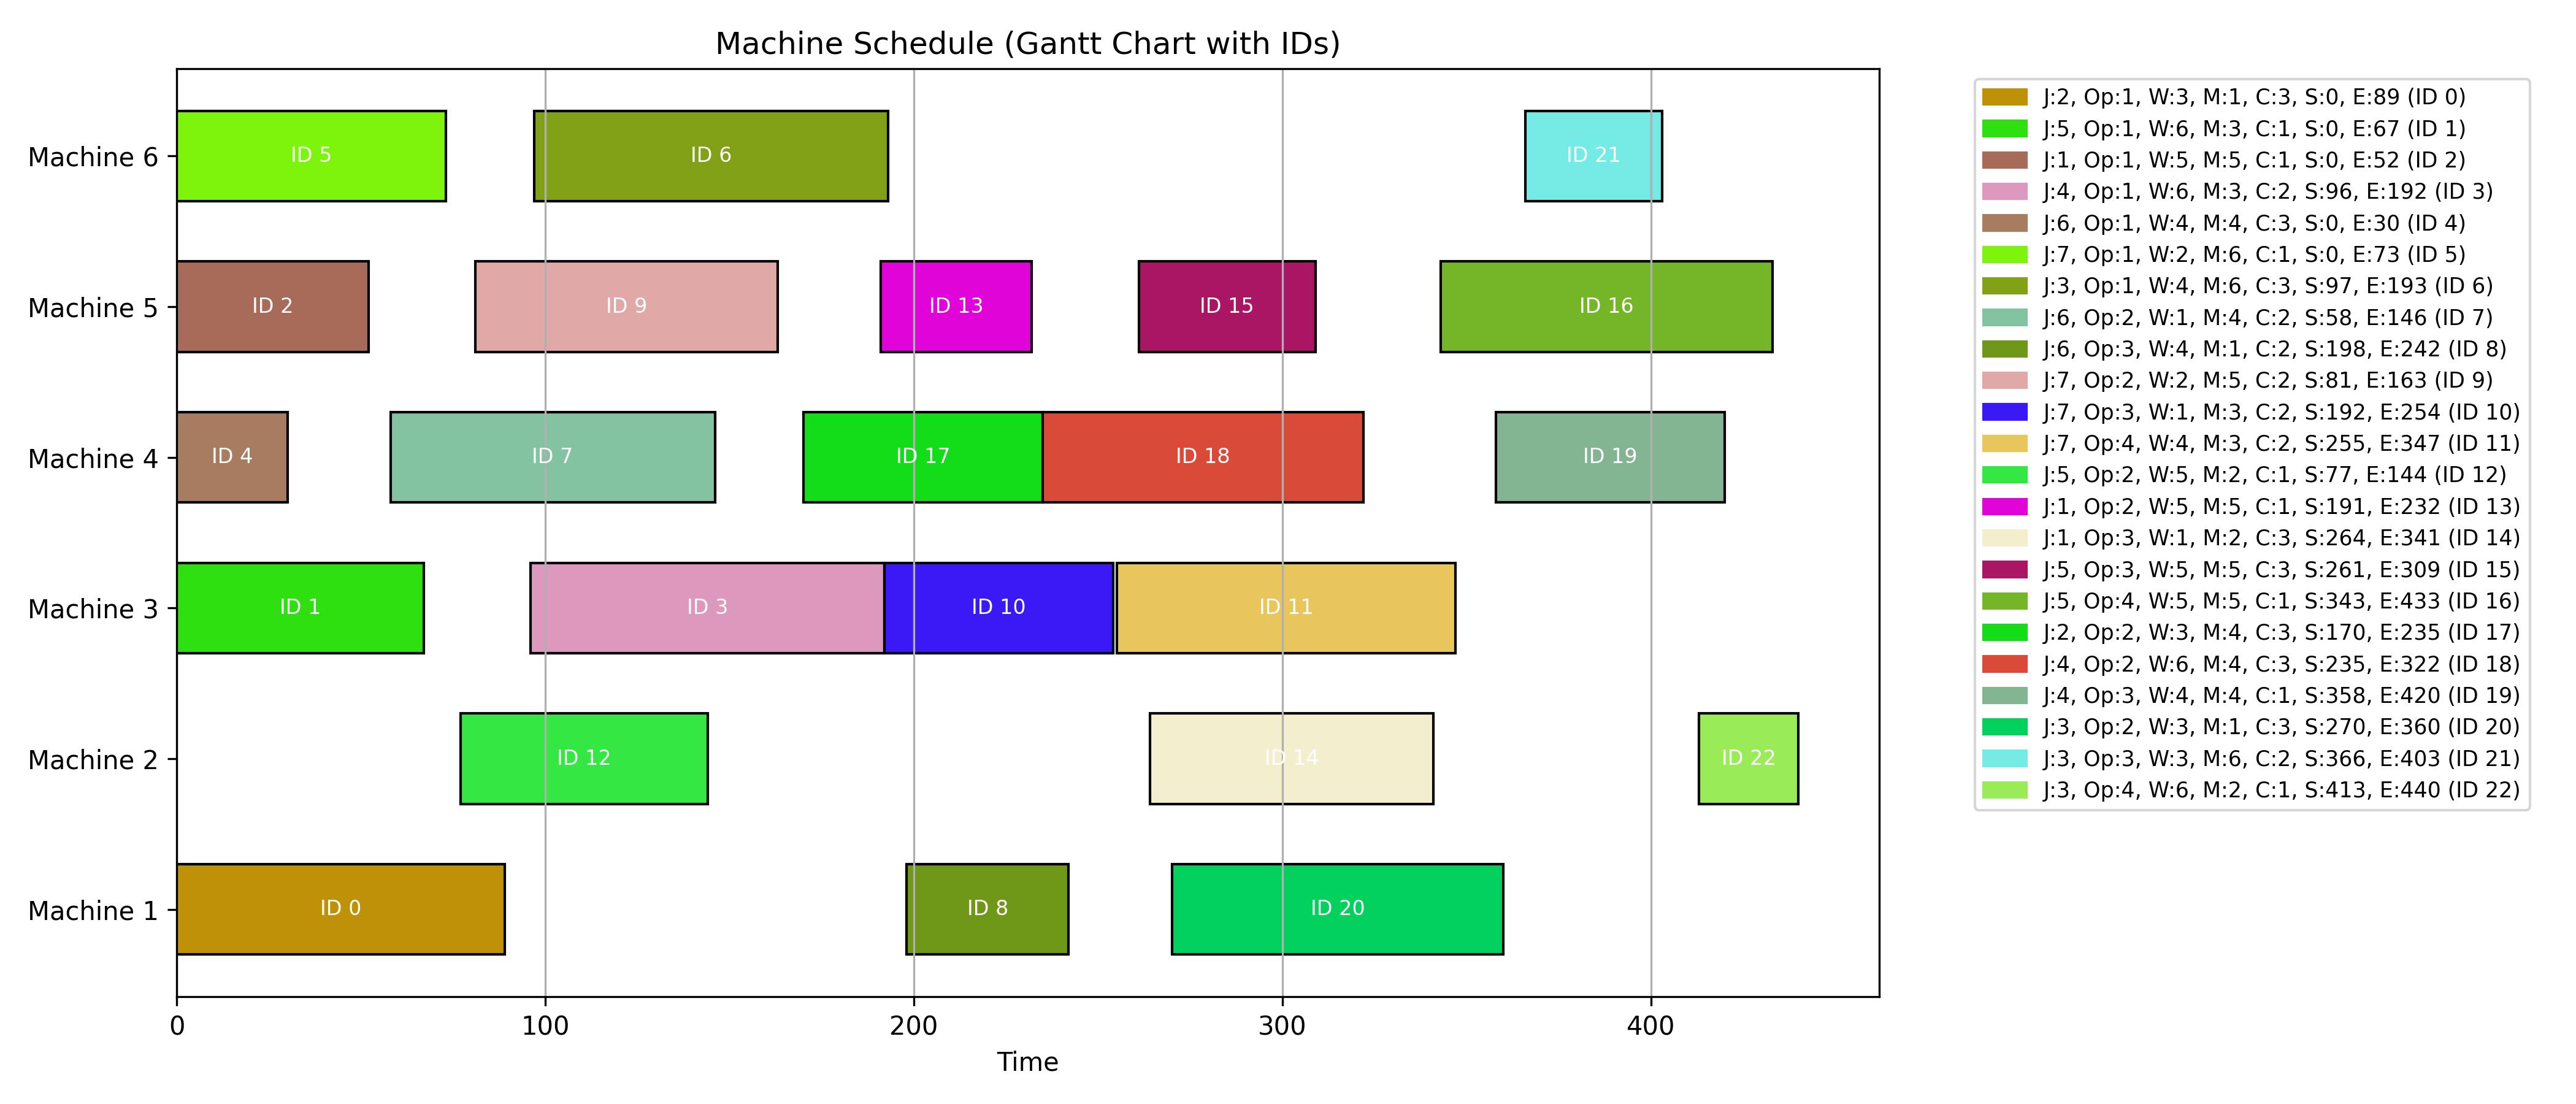 Machine Schedule (Gantt Chart with IDs)
Machine 6
ID 5
ID 6
ID 21
Machine 5
ID 2
ID 9
ID 13
ID 15
ID 16
Machine 4
ID 4
ID 7
ID 17
ID 18
ID 19
Machine 3
ID 1
ID 3
ID 10
ID 11
Machine 2
ID 12
ID 14
ID 22
Machine 1
ID 0
ID 8
ID 20
0 100 200 300 400
Time
J:2, Op:1, W:3, M:1, C:3, S:0, E:89 (ID 0)
J:5, Op:1, W:6, M:3, C:1, S:0, E:67 (ID 1)
J:1, Op:1, W:5, M:5, C:1, S:0, E:52 (ID 2)
J:4, Op:1, W:6, M:3, C:2, S:96, E:192 (ID 3)
J:6, Op:1, W:4, M:4, C:3, S:0, E:30 (ID 4)
J:7, Op:1, W:2, M:6, C:1, S:0, E:73 (ID 5)
J:3, Op:1, W:4, M:6, C:3, S:97, E:193 (ID 6)
J:6, Op:2, W:1, M:4, C:2, S:58, E:146 (ID 7)
J:6, Op:3, W:4, M:1, C:2, S:198, E:242 (ID 8)
J:7, Op:2, W:2, M:5, C:2, S:81, E:163 (ID 9)
J:7, Op:3, W:1, M:3, C:2, S:192, E:254 (ID 10)
J:7, Op:4, W:4, M:3, C:2, S:255, E:347 (ID 11)
J:5, Op:2, W:5, M:2, C:1, S:77, E:144 (ID 12)
J:1, Op:2, W:5, M:5, C:1, S:191, E:232 (ID 13)
J:1, Op:3, W:1, M:2, C:3, S:264, E:341 (ID 14)
J:5, Op:3, W:5, M:5, C:3, S:261, E:309 (ID 15)
J:5, Op:4, W:5, M:5, C:1, S:343, E:433 (ID 16)
J:2, Op:2, W:3, M:4, C:3, S:170, E:235 (ID 17)
J:4, Op:2, W:6, M:4, C:3, S:235, E:322 (ID 18)
J:4, Op:3, W:4, M:4, C:1, S:358, E:420 (ID 19)
J:3, Op:2, W:3, M:1, C:3, S:270, E:360 (ID 20)
J:3, Op:3, W:3, M:6, C:2, S:366, E:403 (ID 21)
J:3, Op:4, W:6, M:2, C:1, S:413, E:440 (ID 22)